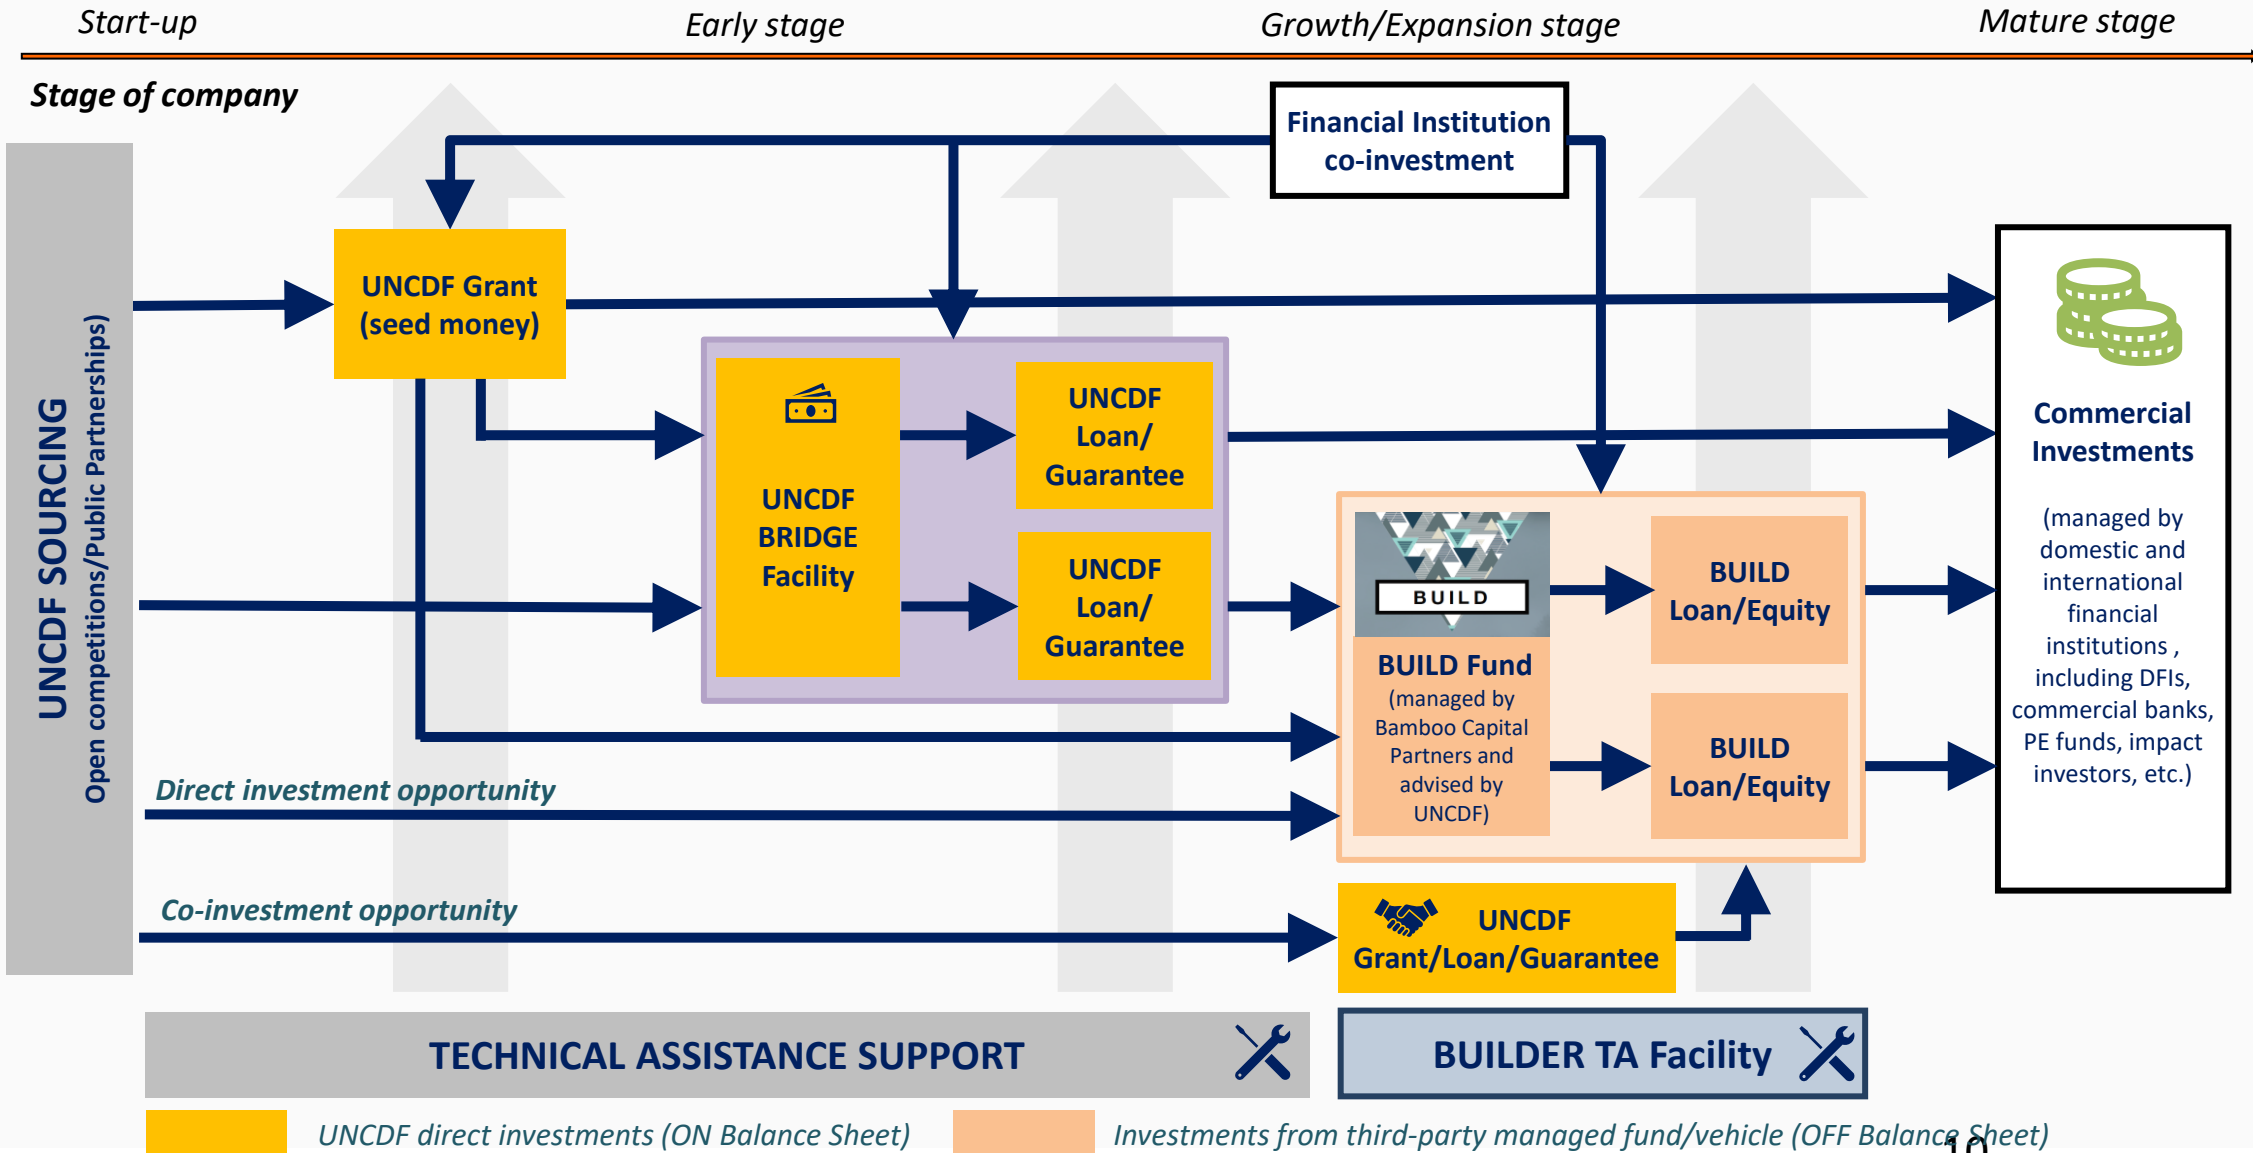 Start-up
Early stage
Growth/Expansion stage
Mature stage
Stage of company
Financial Institution
co-investment
UNCDF SOURCING
Open competitions/Public Partnerships)
UNCDF Grant
(seed money)
UNCDF
BRIDGE
Facility
UNCDF
Loan/
Guarantee
UNCDF
Loan/
Guarantee
BUILD
BUILD Fund
(managed by
Bamboo Capital
Partners and
advised by
UNCDF)
BUILD
Loan/Equity
BUILD
Loan/Equity
Commercial
Investments
(managed by
domestic and
international
financial
institutions ,
including DFIs,
commercial banks,
PE funds, impact
investors, etc.)
Direct investment opportunity
Co-investment opportunity
UNCDF
Grant/Loan/Guarantee
TECHNICAL ASSISTANCE SUPPORT
BUILDER TA Facility
UNCDF direct investments (ON Balance Sheet)
Investments from third-party managed fund/vehicle (OFF Balance Sheet)
10